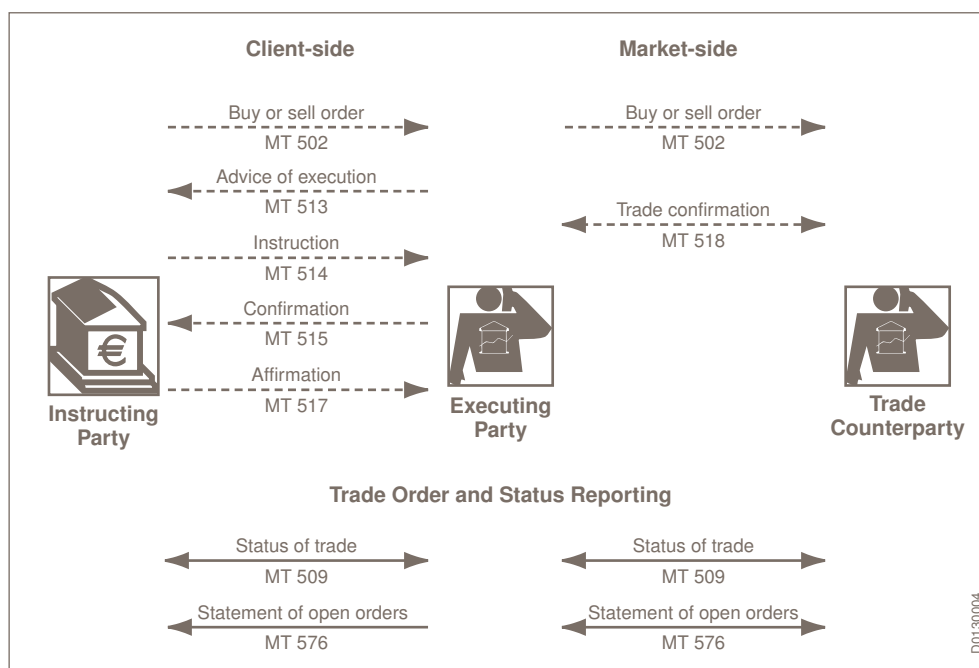 Client-side
Market-side
Buy or sell order
MT 502
Buy or sell order
MT 502
Advice of execution
MT 513
Trade confirmation
MT 518
Instruction
MT 514
Confirmation
MT 515
€
Affirmation
MT 517
Instructing
Party
Executing
Party
Trade
Counterparty
Trade Order and Status Reporting
Status of trade
MT 509
Status of trade
MT 509
Statement of open orders
MT 576
Statement of open orders
MT 576
D0130004